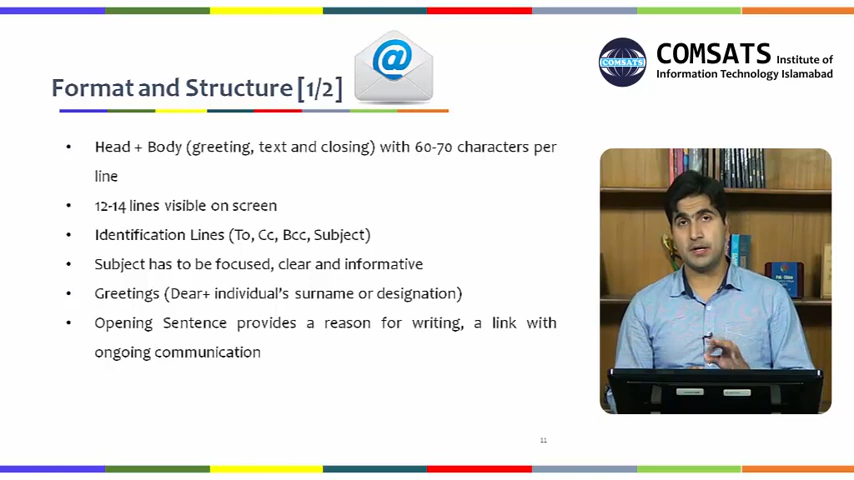 COMSATS Institute of
Information Technology Islamabad
COMSATS
Format and Structure [1/2]
@
• Head + Body (greeting, text and closing) with 60-70 characters per
line
• 12-14 lines visible on screen
• Identification Lines (To, Cc, Bcc, Subject)
• Subject has to be focused, clear and informative
• Greetings (Dear+ individual's surname or designation)
• Opening Sentence provides a reason for writing, a link with
ongoing communication
11